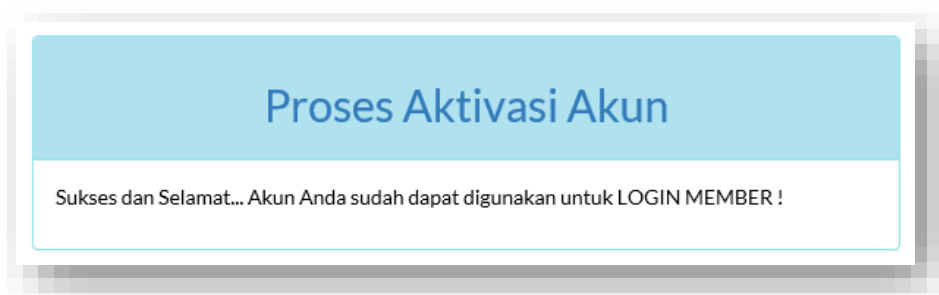 Proses Aktivasi Akun
Sukses dan Selamat... Akun Anda sudah dapat digunakan untuk LOGIN MEMBER !